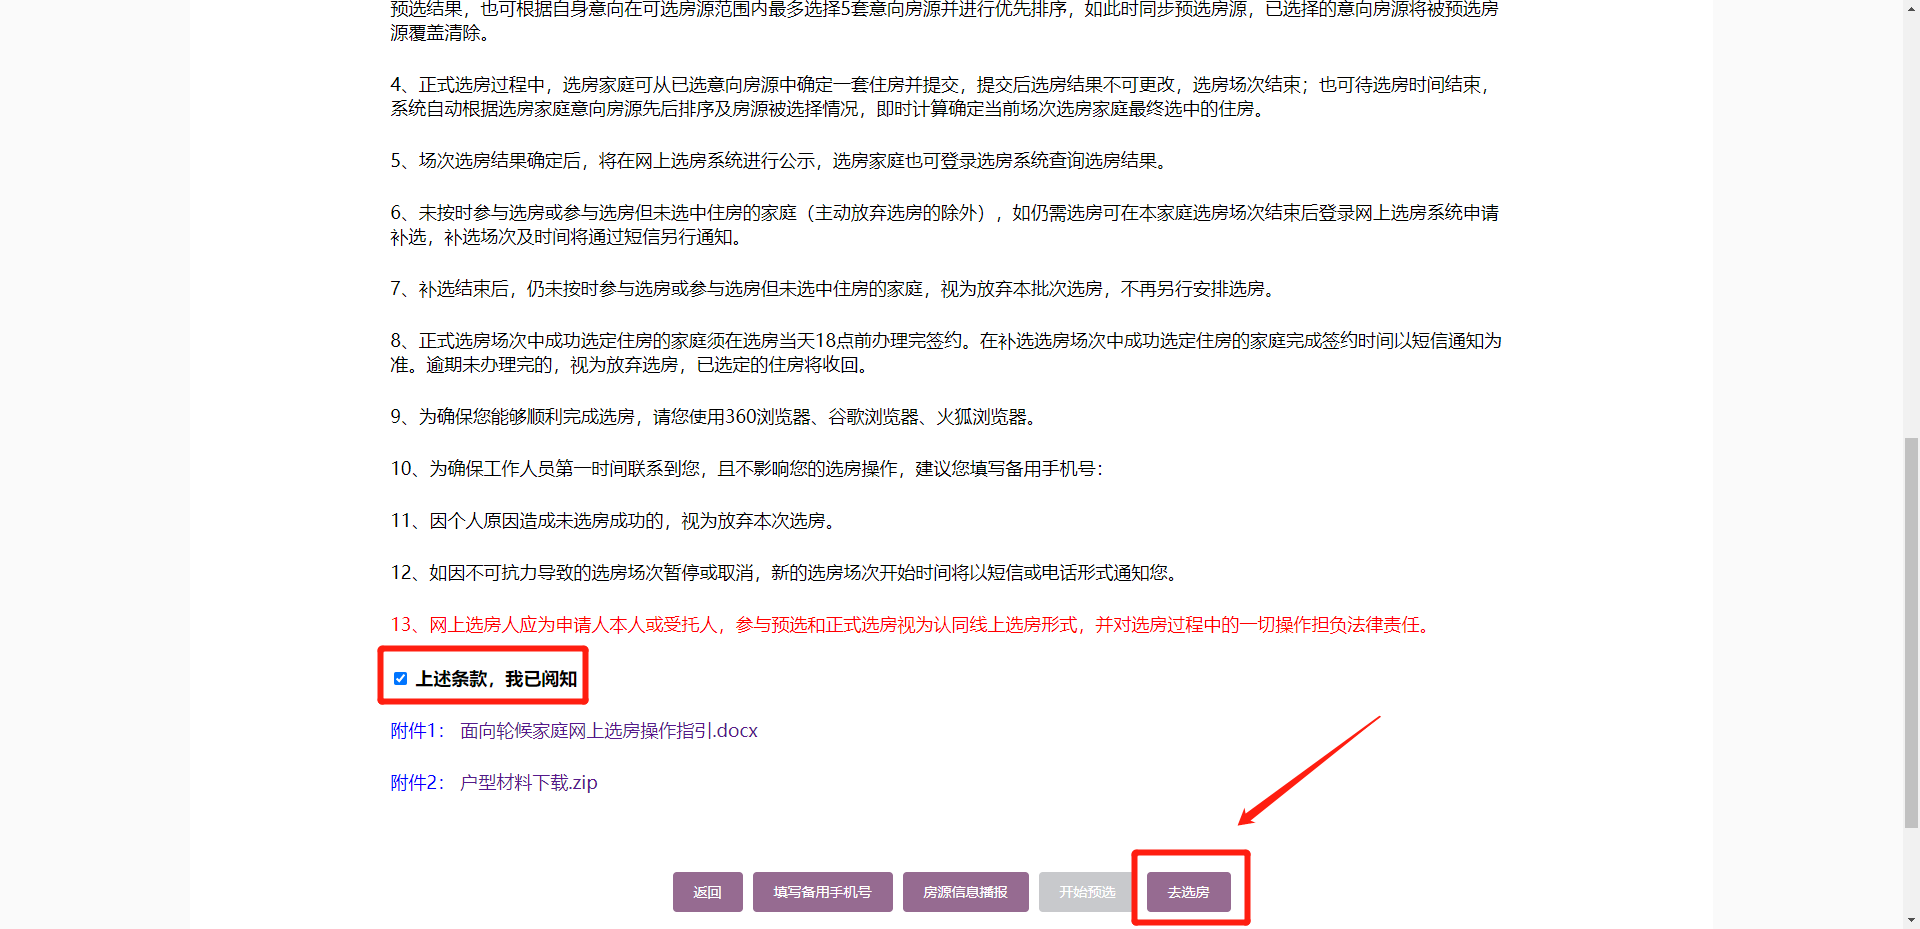 预选结果，也可根据自身意向在可选房源范围内最多选择5套意向房源并进行优先排序，如此时同步预选房源，已选择的意向房源将被预选房
源覆盖清除。
4、正式选房过程中，选房家庭可从已选意向房源中确定一套住房并提交，提交后选房结果不可更改，选房场次结束；也可待选房时间结束，
系统自动根据选房家庭意向房源先后排序及房源被选择情况，即时计算确定当前场次选房家庭最终选中的住房。
5、场次选房结果确定后，将在网上选房系统进行公示，选房家庭也可登录选房系统查询选房结果。
6、未按时参与选房或参与选房但未选中住房的家庭（主动放弃选房的除外），如仍需选房可在本家庭选房场次结束后登录网上选房系统申请
补选，补选场次及时间将通过短信另行通知。
7、补选结束后，仍未按时参与选房或参与选房但未选中住房的家庭，视为放弃本批次选房，不再另行安排选房。
8、正式选房场次中成功选定住房的家庭须在选房当天18点前办理完签约。在补选选房场次中成功选定住房的家庭完成签约时间以短信通知为
准。逾期未办理完的，视为放弃选房，已选定的住房将收回。
9、为确保您能够顺利完成选房，请您使用360浏览器、谷歌浏览器、火狐浏览器。
10、为确保工作人员第一时间联系到您，且不影响您的选房操作，建议您填写备用手机号：
11、因个人原因造成未选房成功的，视为放弃本次选房。
12、如因不可抗力导致的选房场次暂停或取消，新的选房场次开始时间将以短信或电话形式通知您。
13、网上选房人应为申请人本人或受托人，参与预选和正式选房视为认同线上选房形式，并对选房过程中的一切操作担负法律责任。
上述条款，我已阅知
附件1： 面向轮候家庭网上选房操作指引.docx
附件2： 户型材料下载.zip
返回 填写备用手机号 房源信息播报 开始预选 去选房